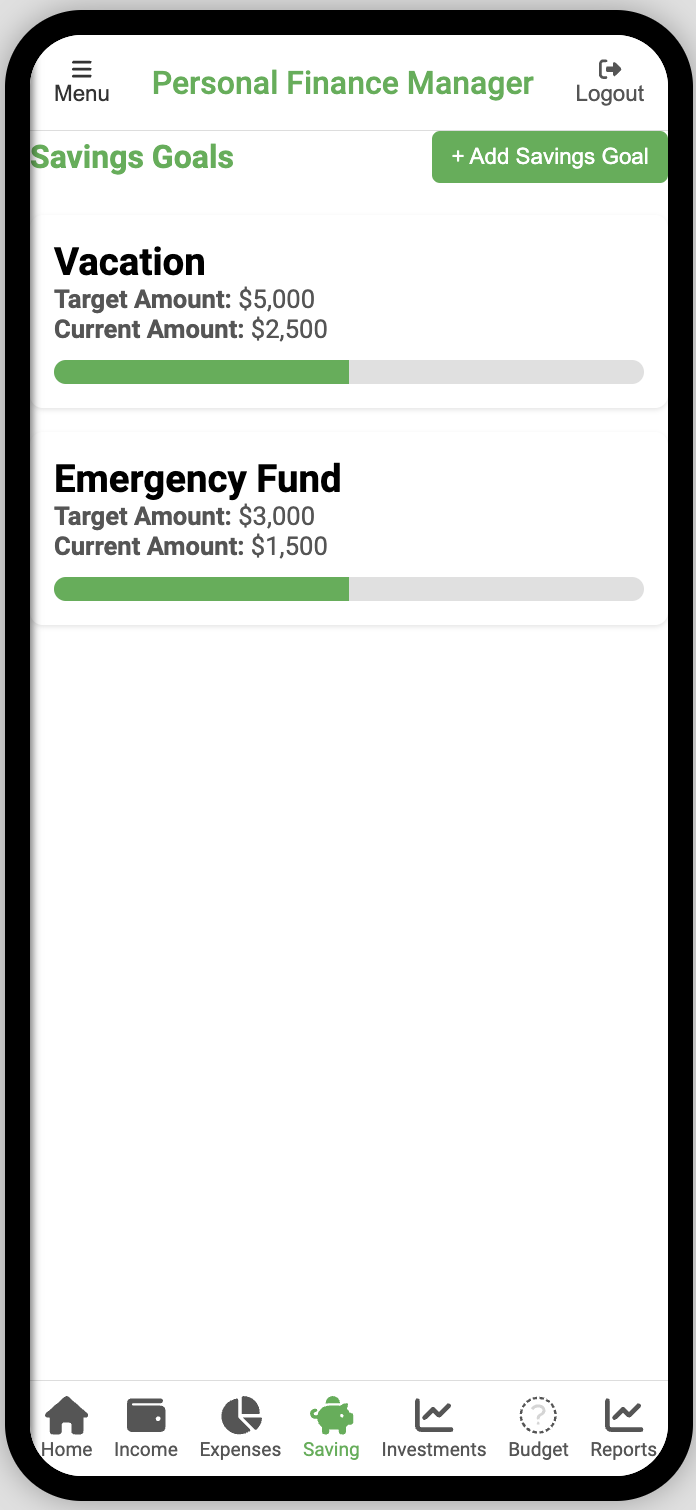 Menu
Personal Finance Manager
Logout
Savings Goals
+ Add Savings Goal
Vacation
Target Amount: $5,000
Current Amount: $2,500
Emergency Fund
Target Amount: $3,000
Current Amount: $1,500
Home
Income
Expenses
Saving
Investments
?
Budget
Reports